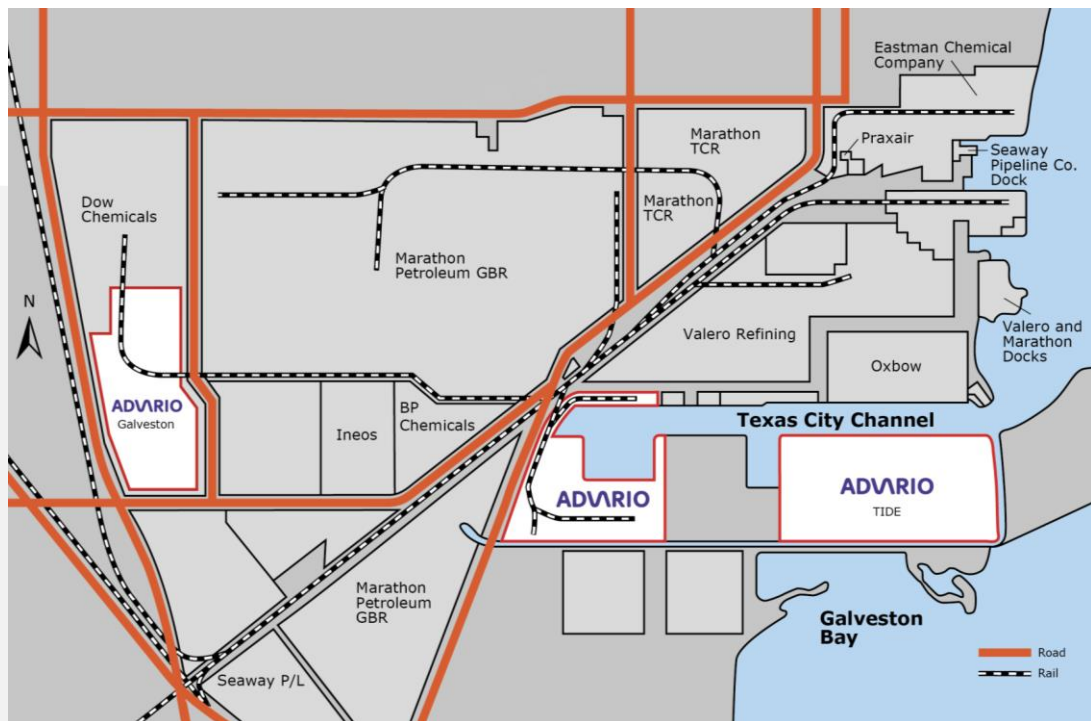 Eastman Chemical
Company
Marathon
TCR
Praxair
Seaway
Pipeline Co.
Dock
Dow
Chemicals
Marathon
TCR
Marathon
Petroleum GBR
N
Valero Refining
Valero and
Marathon
Docks
Oxbow
ADVARIO
Galveston
BP
Chemicals
Ineos
Texas City Channel
ADVARIO
ADVARIO
TIDE
Marathon
Petroleum
GBR
Galveston
Bay
Road
Rail
Seaway P/L